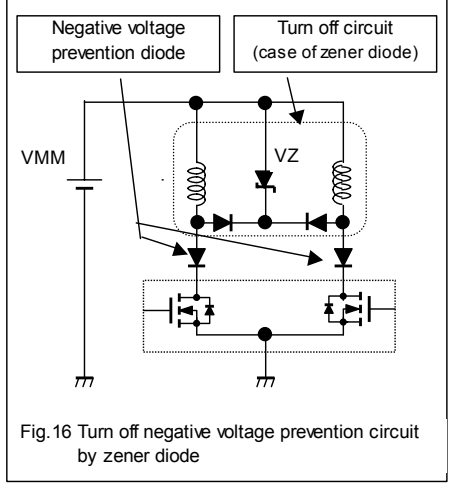 Negative voltage
prevention diode
Turn off circuit
(case of zener diode)
VMM
VZ
Fig.16 Turn off negative voltage prevention circuit
by zener diode